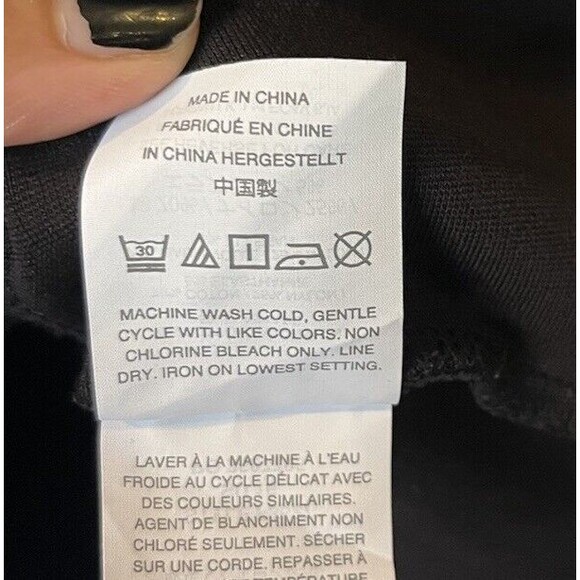 MADE IN CHINA
FABRIQUÉ EN CHINE
IN CHINA HERGESTELLT
中国製
30
MACHINE WASH COLD, GENTLE
CYCLE WITH LIKE COLORS. NON
CHLORINE BLEACH ONLY. LINE
DRY. IRON ON LOWEST SETTING.
LAVER À LA MACHINE À L'EAU
FROIDE AU CYCLE DÉLICAT AVEC
DES COULEURS SIMILAIRES.
AGENT DE BLANCHIMENT NON
CHLORÉ SEULEMENT. SÉCHER
SUR UNE CORDE. REPASSER À
TEMPÉRATURE